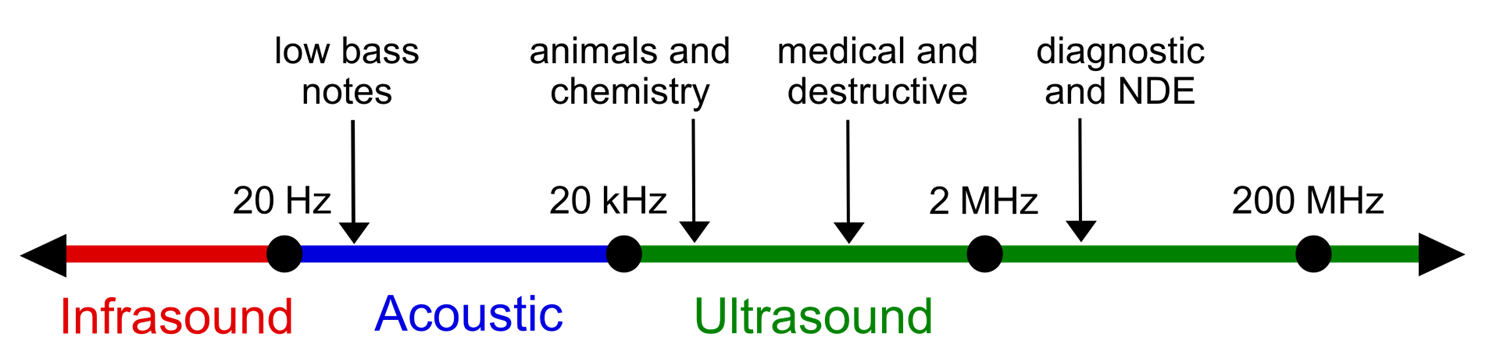 low bass
notes
animals and
chemistry
medical and
destructive
diagnostic
and NDE
20 Hz
20 kHz
2 MHz
200 MHz
Infrasound
Acoustic
Ultrasound